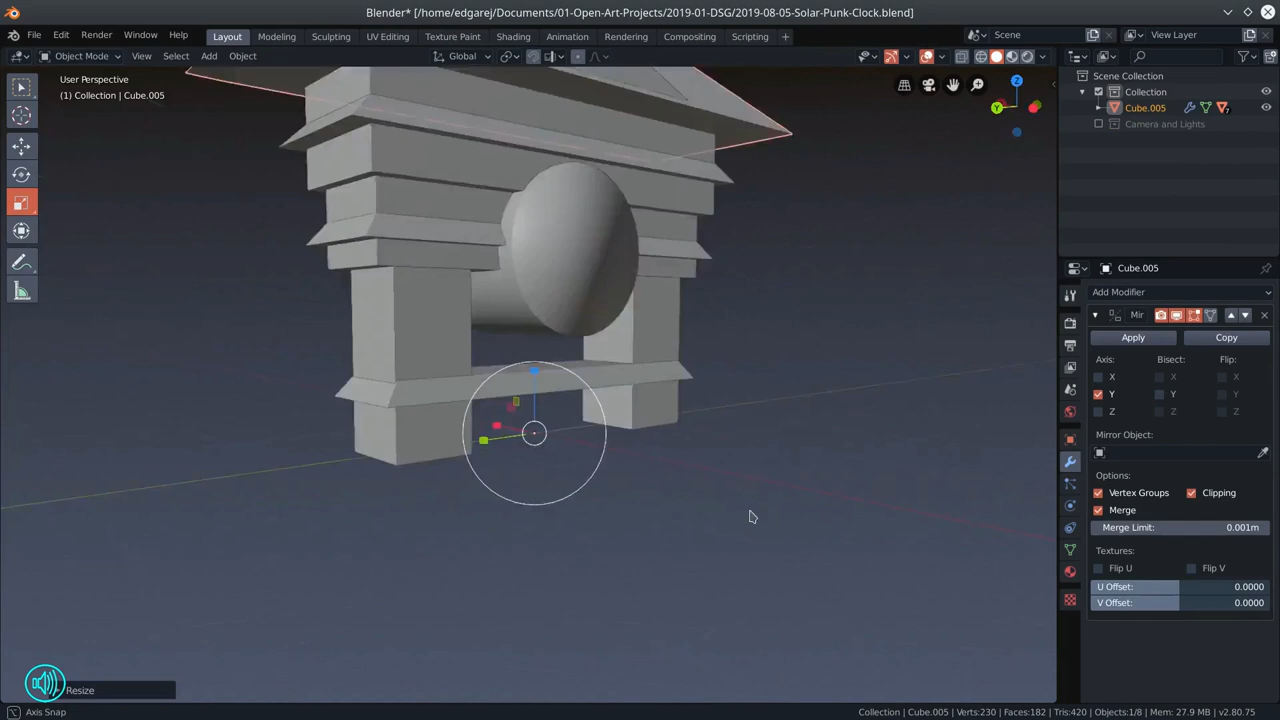 Blender* [/home/edgarej/Documents/01-Open-Art-Projects/2019-01-DSG/2019-08-05-Solar-Punk-Clock.blend]
File Edit Render Window Help Layout Modeling Sculpting UV Editing Texture Paint Shading Animation Rendering Compositing Scripting + Scene View Layer
Object Mode View Select Add Object Global
User Perspective
(1) Collection | Cube.005
Z
Y
Scene Collection
Collection
Cube.005
Camera and Lights
Cube.005
Add Modifier
Mir
Apply Copy
Axis: Bisect: Flip:
X X X
Y Y Y
Z Z Z
Mirror Object:
Options:
Vertex Groups Clipping
Merge
Merge Limit: 0.001m
Textures:
Flip U Flip V
U Offset: 0.0000
V Offset: 0.0000
Resize
Axis Snap
Collection | Cube.005 | Verts:230 | Faces:182 | Tris:420 | Objects:1/8 | Mem: 27.9 MB | v2.80.75